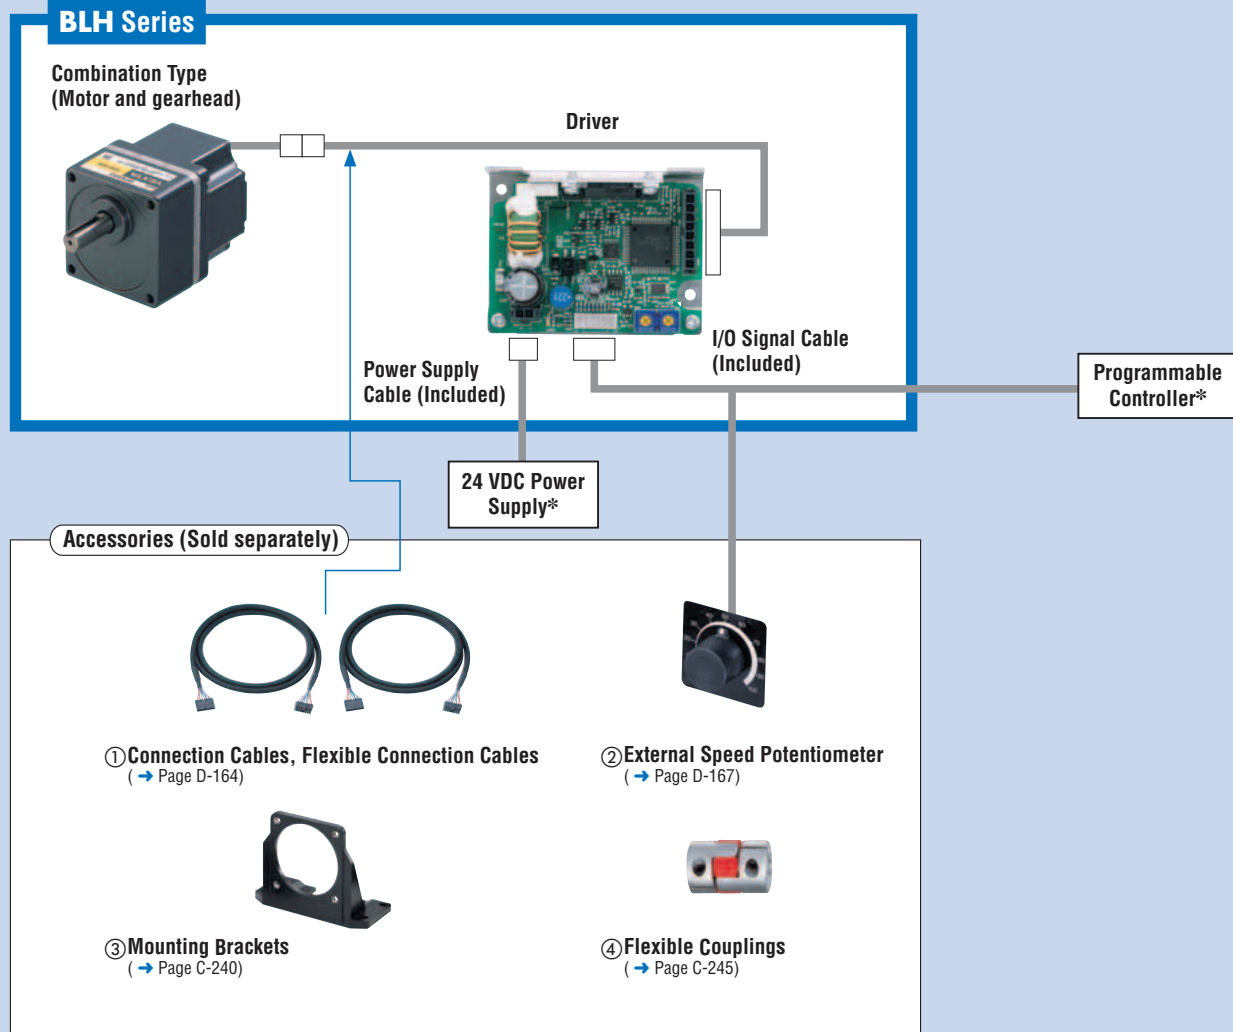 BLH Series
Combination Type
(Motor and gearhead)
Driver
I/O Signal Cable
(Included)
Power Supply
Cable (Included)
Programmable
Controller*
24 VDC Power
Supply*
Accessories (Sold separately)
①Connection Cables, Flexible Connection Cables
( ➜ Page D-164)
②External Speed Potentiometer
( ➜ Page D-167)
③Mounting Brackets
( ➜ Page C-240)
④Flexible Couplings
( ➜ Page C-245)